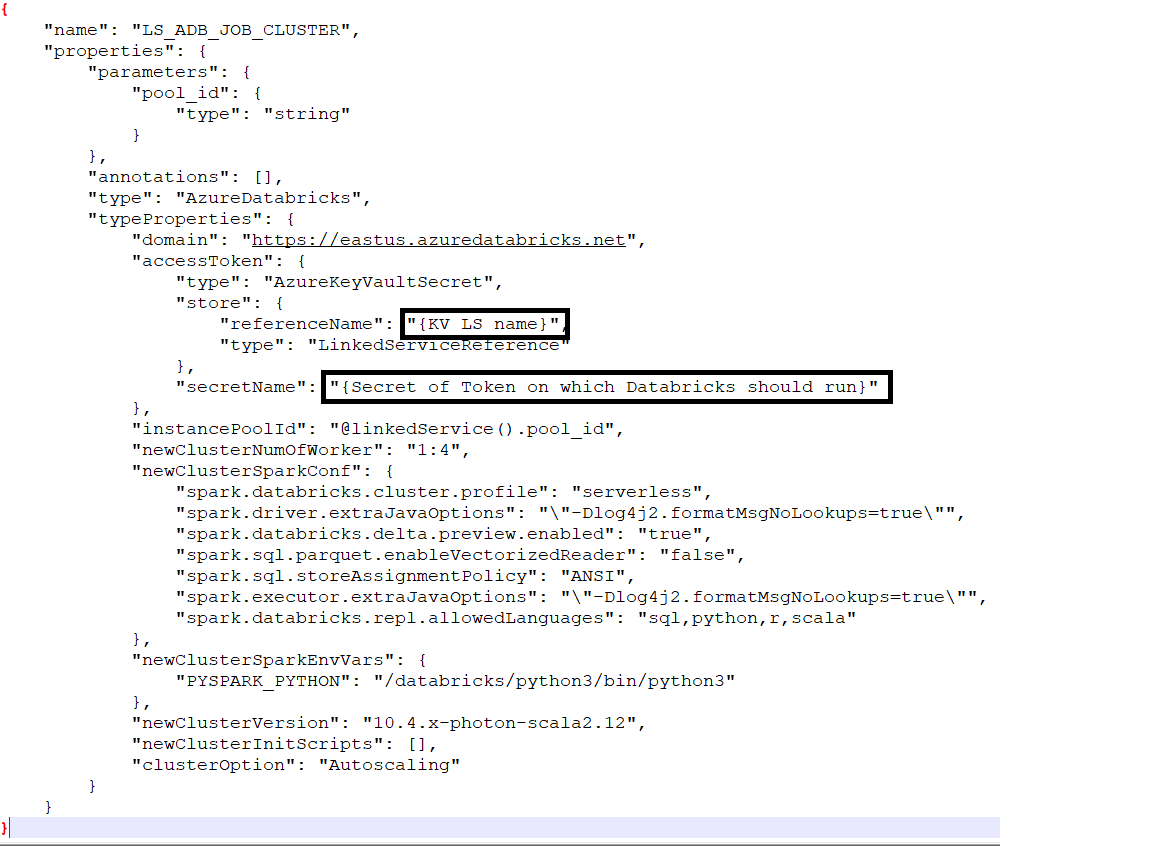 {
"name": "LS_ADB_JOB_CLUSTER",
"properties": {
"parameters": {
"pool_id": {
"type": "string"
}
},
"annotations": [],
"type": "AzureDatabricks",
"typeProperties": {
"domain": "https://eastus.azuredatabricks.net",
"accessToken": {
"type": "AzureKeyVaultSecret",
"store": {
"referenceName": "{KV LS name}",
"type": "LinkedServiceReference"
},
"secretName": "{Secret of Token on which Databricks should run}"
},
"instancePoolId": "@linkedService().pool_id",
"newClusterNumOfWorker": "1:4",
"newClusterSparkConf": {
"spark.databricks.cluster.profile": "serverless",
"spark.driver.extraJavaOptions": "\"-Dlog4j2.formatMsgNoLookups=true\"",
"spark.databricks.delta.preview.enabled": "true",
"spark.sql.parquet.enableVectorizedReader": "false",
"spark.sql.storeAssignmentPolicy": "ANSI",
"spark.executor.extraJavaOptions": "\"-Dlog4j2.formatMsgNoLookups=true\"",
"spark.databricks.repl.allowedLanguages": "sql,python,r,scala"
},
"newClusterSparkEnvVars": {
"PYSPARK_PYTHON": "/databricks/python3/bin/python3"
},
"newClusterVersion": "10.4.x-photon-scala2.12",
"newClusterInitScripts": [],
"clusterOption": "Autoscaling"
}
}
}